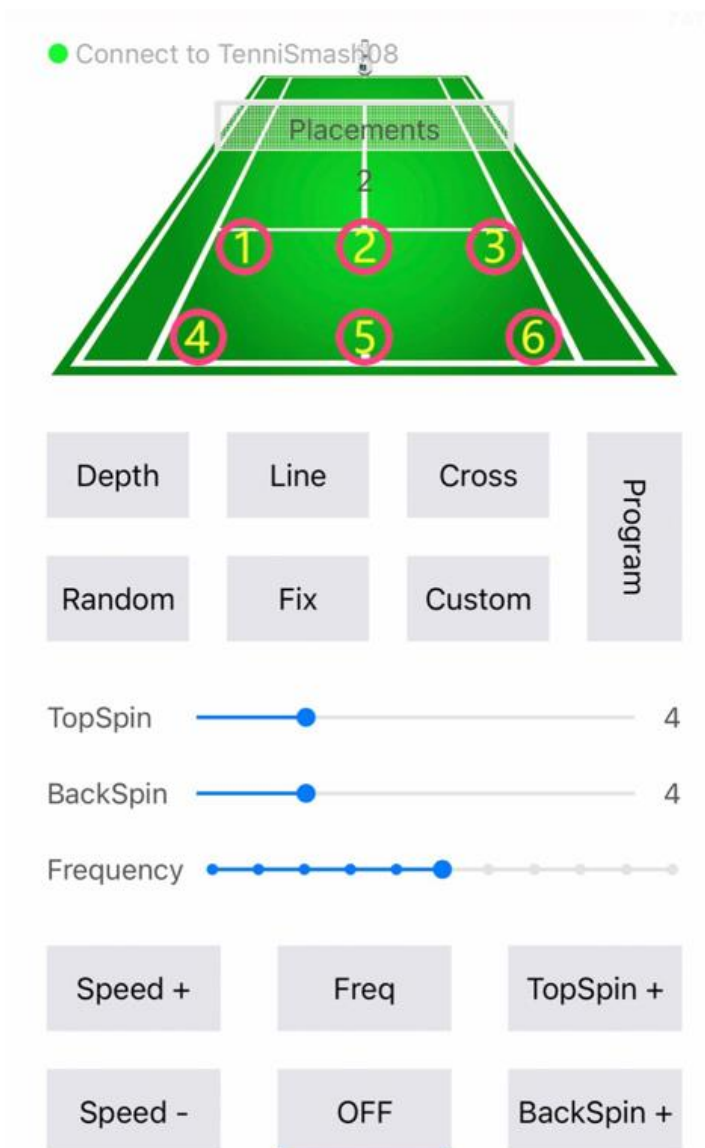 Connect to TenniSmash08
Placements
2
1 2 3
4 5 6
Depth Line Cross
Program
Random Fix Custom
TopSpin 4
BackSpin 4
Frequency
Speed + Freq TopSpin +
Speed - OFF BackSpin +